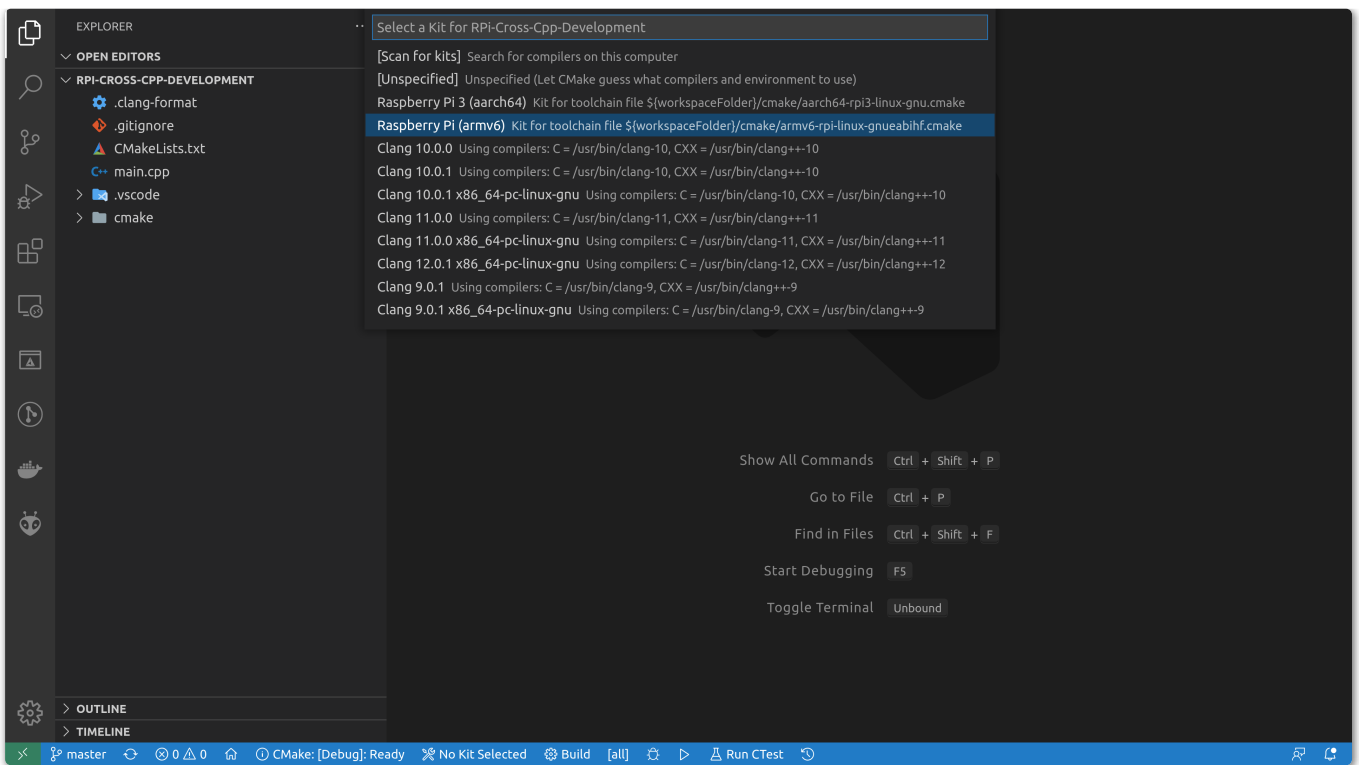 EXPLORER
OPEN EDITORS
RPI-CROSS-CPP-DEVELOPMENT
.clang-format
.gitignore
CMakeLists.txt
C++ main.cpp
.vscode
cmake
OUTLINE
TIMELINE
Select a Kit for RPi-Cross-Cpp-Development
[Scan for kits] Search for compilers on this computer
[Unspecified] Unspecified (Let CMake guess what compilers and environment to use)
Raspberry Pi 3 (aarch64) Kit for toolchain file ${workspaceFolder}/cmake/aarch64-rpi3-linux-gnu.cmake
Raspberry Pi (armv6) Kit for toolchain file ${workspaceFolder}/cmake/armv6-rpi-linux-gnueabihf.cmake
Clang 10.0.0 Using compilers: C = /usr/bin/clang-10, CXX = /usr/bin/clang++-10
Clang 10.0.1 Using compilers: C = /usr/bin/clang-10, CXX = /usr/bin/clang++-10
Clang 10.0.1 x86_64-pc-linux-gnu Using compilers: C = /usr/bin/clang-10, CXX = /usr/bin/clang++-10
Clang 11.0.0 Using compilers: C = /usr/bin/clang-11, CXX = /usr/bin/clang++-11
Clang 11.0.0 x86_64-pc-linux-gnu Using compilers: C = /usr/bin/clang-11, CXX = /usr/bin/clang++-11
Clang 12.0.1 x86_64-pc-linux-gnu Using compilers: C = /usr/bin/clang-12, CXX = /usr/bin/clang++-12
Clang 9.0.1 Using compilers: C = /usr/bin/clang-9, CXX = /usr/bin/clang++-9
Clang 9.0.1 x86_64-pc-linux-gnu Using compilers: C = /usr/bin/clang-9, CXX = /usr/bin/clang++-9
Show All Commands Ctrl + Shift + P
Go to File Ctrl + P
Find in Files Ctrl + Shift + F
Start Debugging F5
Toggle Terminal Unbound
master 0 0 CMake: [Debug]: Ready No Kit Selected Build [all] Run CTest